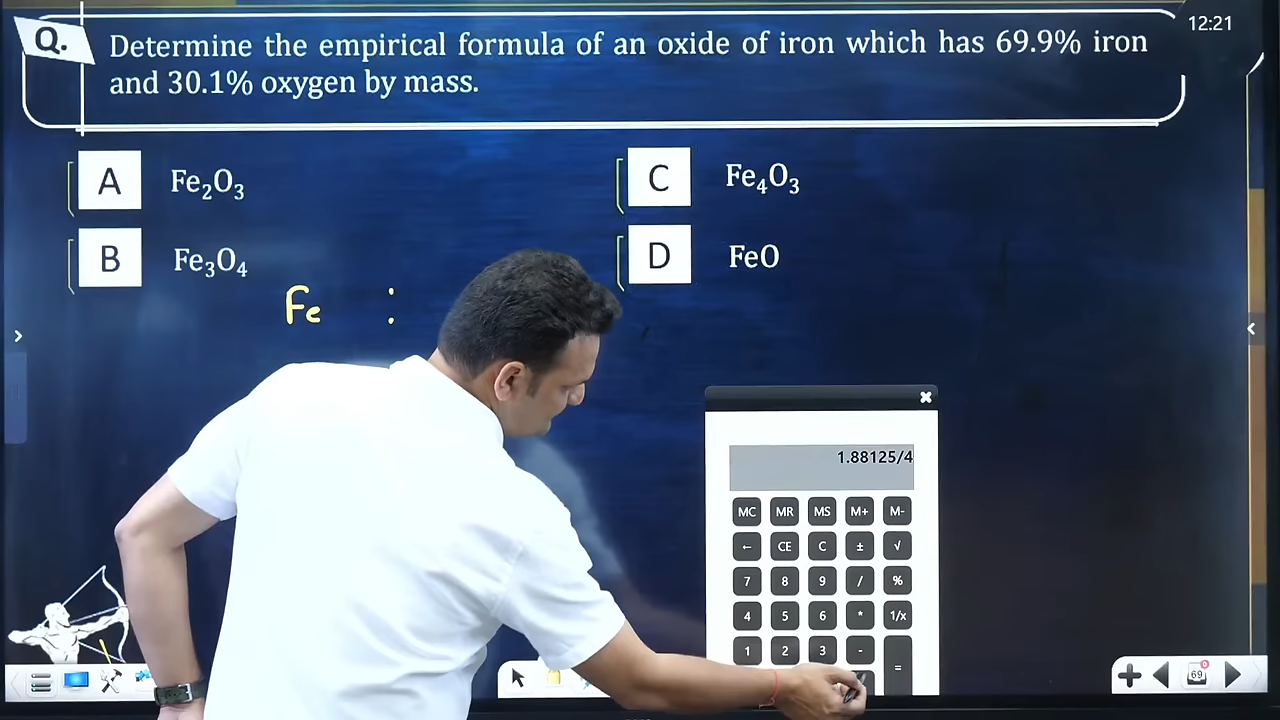 Q.
12:21
Determine the empirical formula of an oxide of iron which has 69.9% iron
and 30.1% oxygen by mass.
A Fe₂O₃
C Fe₄O₃
B Fe₃O₄
D FeO
Fe :
1.88125/4
MC MR MS M+ M-
← CE C ± √
7 8 9 / %
4 5 6 * 1/x
1 2 3 - =
69